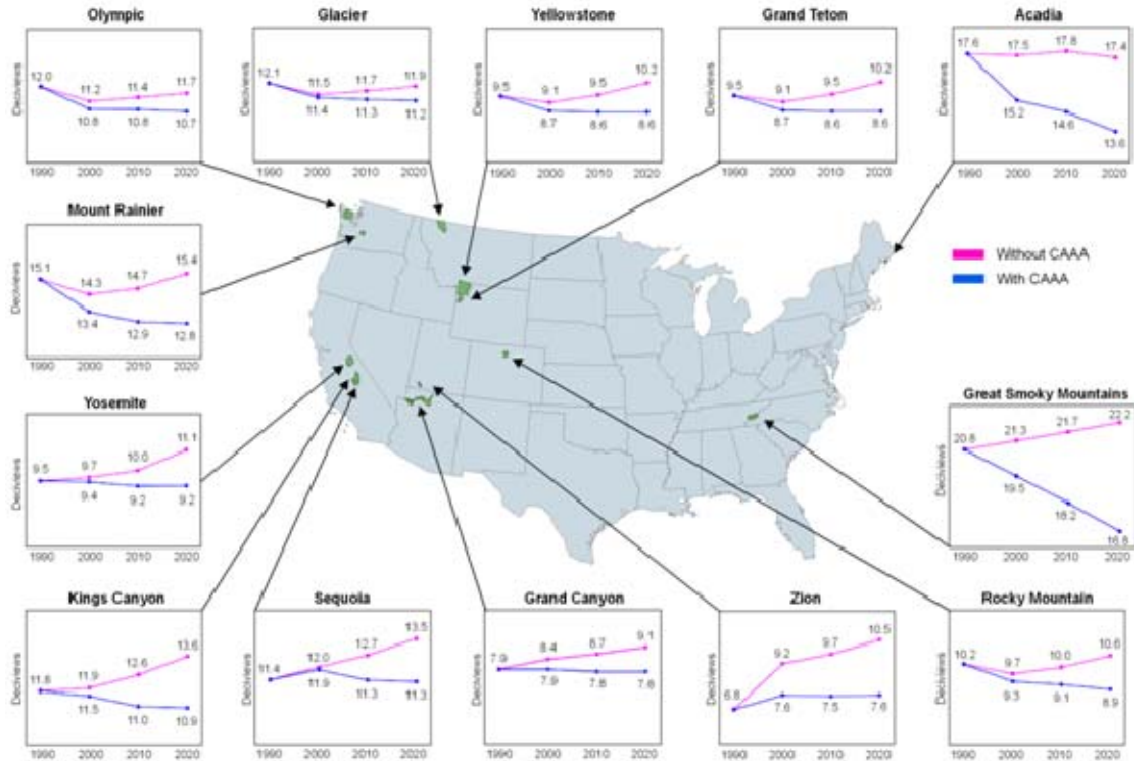 Olympic
Deciviews
12.0
11.2
11.4
11.7
10.8
10.8
10.7
1990 2000 2010 2020
Glacier
Deciviews
12.1
11.5
11.7
11.9
11.4
11.3
11.2
1990 2000 2010 2020
Yellowstone
Deciviews
9.5
9.1
9.5
10.3
8.7
8.6
8.6
1990 2000 2010 2020
Grand Teton
Deciviews
9.5
9.1
9.5
10.3
8.7
8.6
8.6
1990 2000 2010 2020
Acadia
Deciviews
17.6
17.5
17.8
17.4
15.2
14.6
13.6
1990 2000 2010 2020
Mount Rainier
Deciviews
15.1
14.3
14.7
15.4
13.4
12.9
12.8
1990 2000 2010 2020
Without CAAA
With CAAA
Yosemite
Deciviews
9.5
9.7
11.1
9.4
9.2
9.2
1990 2000 2010 2020
Great Smoky Mountains
Deciviews
20.8
21.3
21.7
22.2
19.5
18.2
16.8
1990 2000 2010 2020
Kings Canyon
Deciviews
11.8
11.9
12.6
13.6
11.5
11.0
10.9
1990 2000 2010 2020
Sequoia
Deciviews
11.4
12.0
12.7
13.5
11.9
11.3
11.3
1990 2000 2010 2020
Grand Canyon
Deciviews
7.9
8.4
8.7
9.1
7.9
7.8
7.8
1990 2000 2010 2020
Zion
Deciviews
6.8
9.2
9.7
10.5
7.6
7.5
7.6
1990 2000 2010 2020
Rocky Mountain
Deciviews
10.2
9.7
10.0
10.6
9.3
9.1
8.9
1990 2000 2010 2020